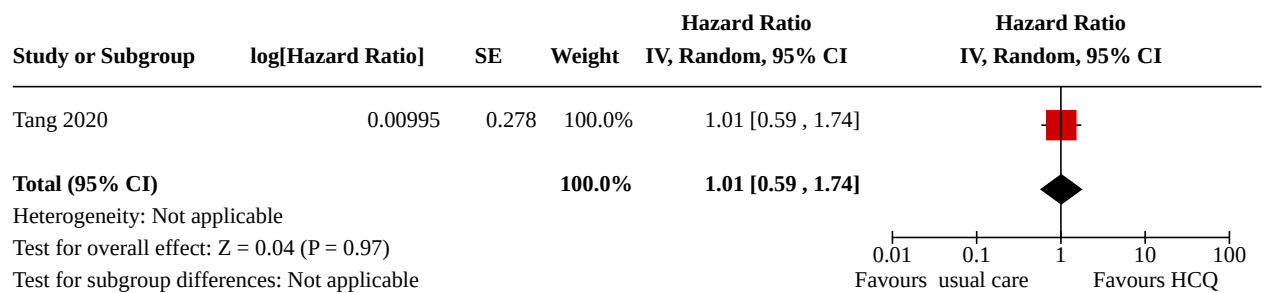 Hazard Ratio Hazard Ratio
Study or Subgroup log[Hazard Ratio] SE Weight IV, Random, 95% CI IV, Random, 95% CI
Tang 2020 0.00995 0.278 100.0% 1.01 [0.59 , 1.74]
Total (95% CI) 100.0% 1.01 [0.59 , 1.74]
Heterogeneity: Not applicable
Test for overall effect: Z = 0.04 (P = 0.97) 0.01 0.1 1 10 100
Test for subgroup differences: Not applicable Favours usual care Favours HCQ